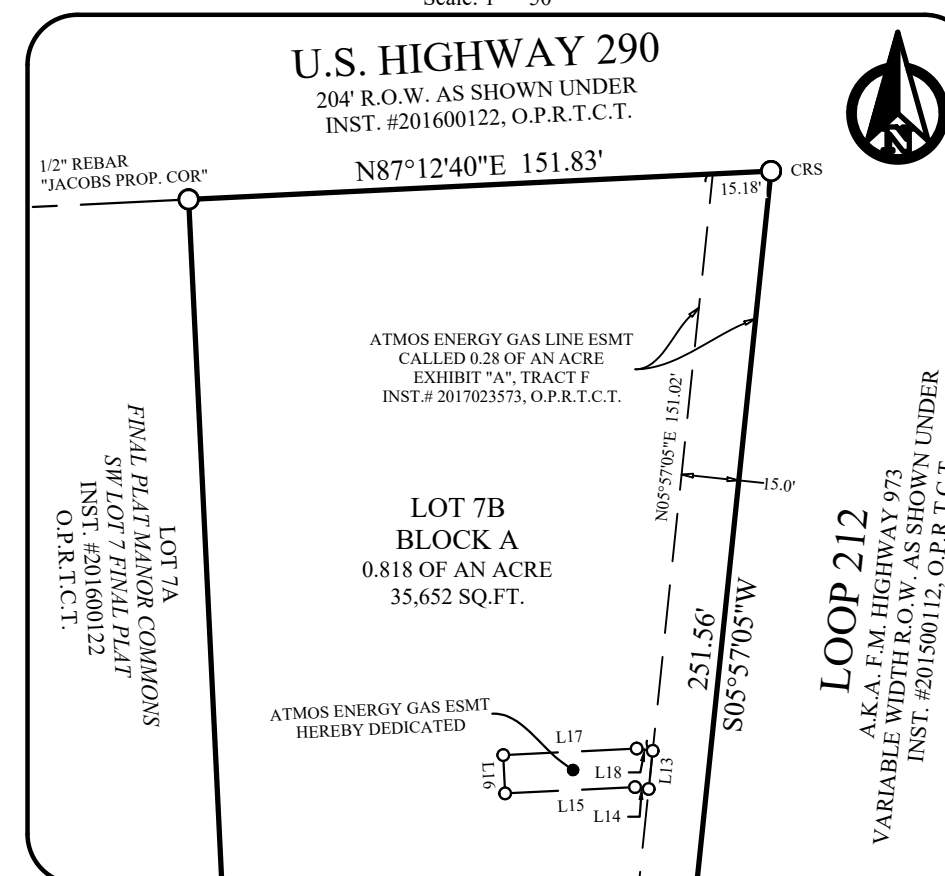 U.S. HIGHWAY 290
204' R.O.W. AS SHOWN UNDER
INST. #201600122, O.P.R.T.C.T.
N
1/2" REBAR
"JACOBS PROP. COR"
N87°12'40"E 151.83'
CRS
15.18'
ATMOS ENERGY GAS LINE ESMT
CALLED 0.28 OF AN ACRE
EXHIBIT "A", TRACT F
INST.# 2017023573, O.P.R.T.C.T.
N05°57'05"E 151.02'
15.0'
LOT 7A
FINAL PLAT MANOR COMMONS
SW LOT 7 FINAL PLAT
INST. #201600122
O.P.R.T.C.T.
LOT 7B
BLOCK A
0.818 OF AN ACRE
35,652 SQ.FT.
251.56'
S05°57'05"W
LOOP 212
A.K.A. F.M. HIGHWAY 973
VARIABLE WIDTH R.O.W. AS SHOWN UNDER
INST. #201500112, O.P.R.T.C.T.
ATMOS ENERGY GAS ESMT
HEREBY DEDICATED
L17
L18
L13
L16
L15
L14